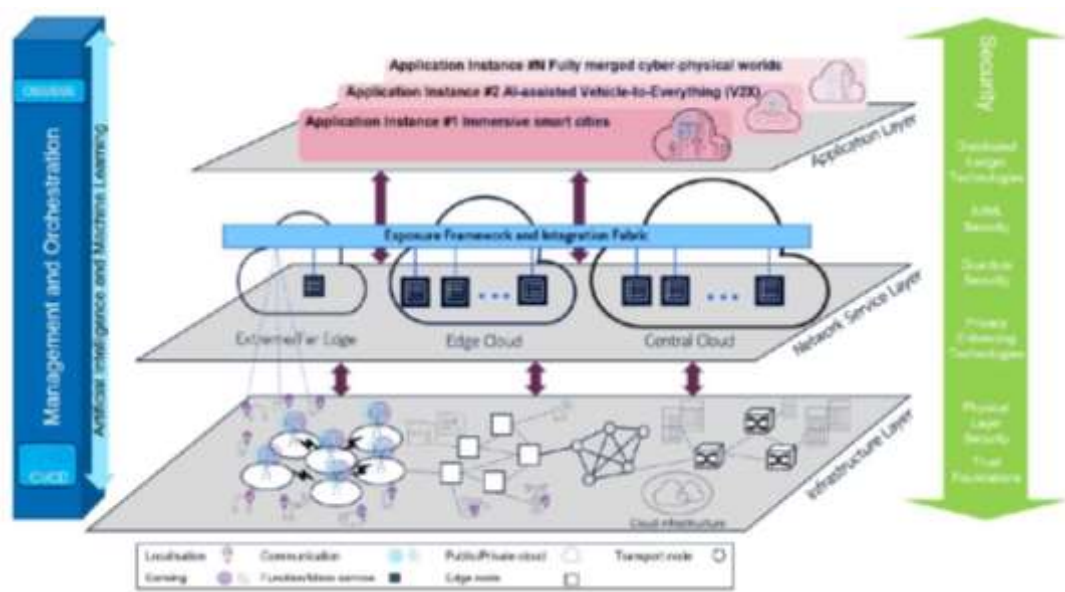 Application Instance #N Fully merged cyber-physical worlds
Application Instance #2 AI-assisted Vehicle-to-Everything (V2X)
Application Instance #1 Immersive smart cities
Application Layer
Management and Orchestration
Artificial Intelligence and Machine Learning
CI/CD
Exposure Framework and Integration Fabric
Extreme/Far Edge
Edge Cloud
Central Cloud
Network Service Layer
Cloud infrastructure
Infrastructure Layer
Security
Distributed
Ledger
Technologies
AI/ML
Security
Quantum
Security
Privacy
Enhancing
Technologies
Physical
Layer
Security
Trust
Foundations
Localisation
Communication
Public/Private cloud
Transport node
Sensing
Function/Micro-service
Edge node